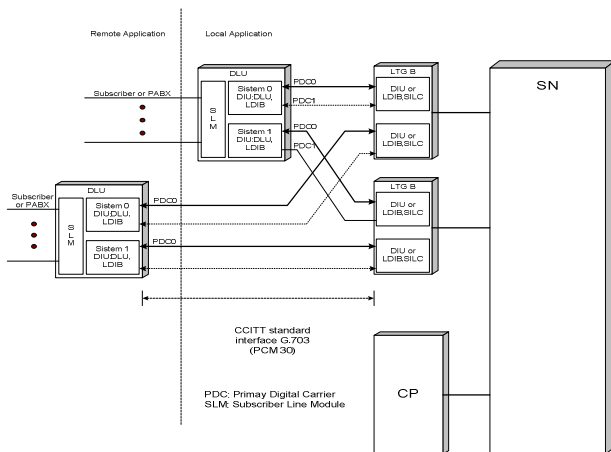 Remote Application
Local Application
DLU
LTG B
SN
Subscriber or PABX
SLM
Sistem 0
DIU:DLU,
LDIB
Sistem 1
DIU:DLU,
LDIB
PDC0
PDC1
PDC0
PDC1
DIU or
LDIB,SILC
DIU or
LDIB,SILC
LTG B
DIU or
LDIB,SILC
DIU or
LDIB,SILC
DLU
Subscriber
or PABX
SLM
Sistem 0
DIU:DLU,
LDIB
Sistem 1
DIU:DLU,
LDIB
PDC0
PDC0
CCITT standard
interface G.703
(PCM30)
PDC: Primay Digital Carrier
SLM: Subscriber Line Module
CP